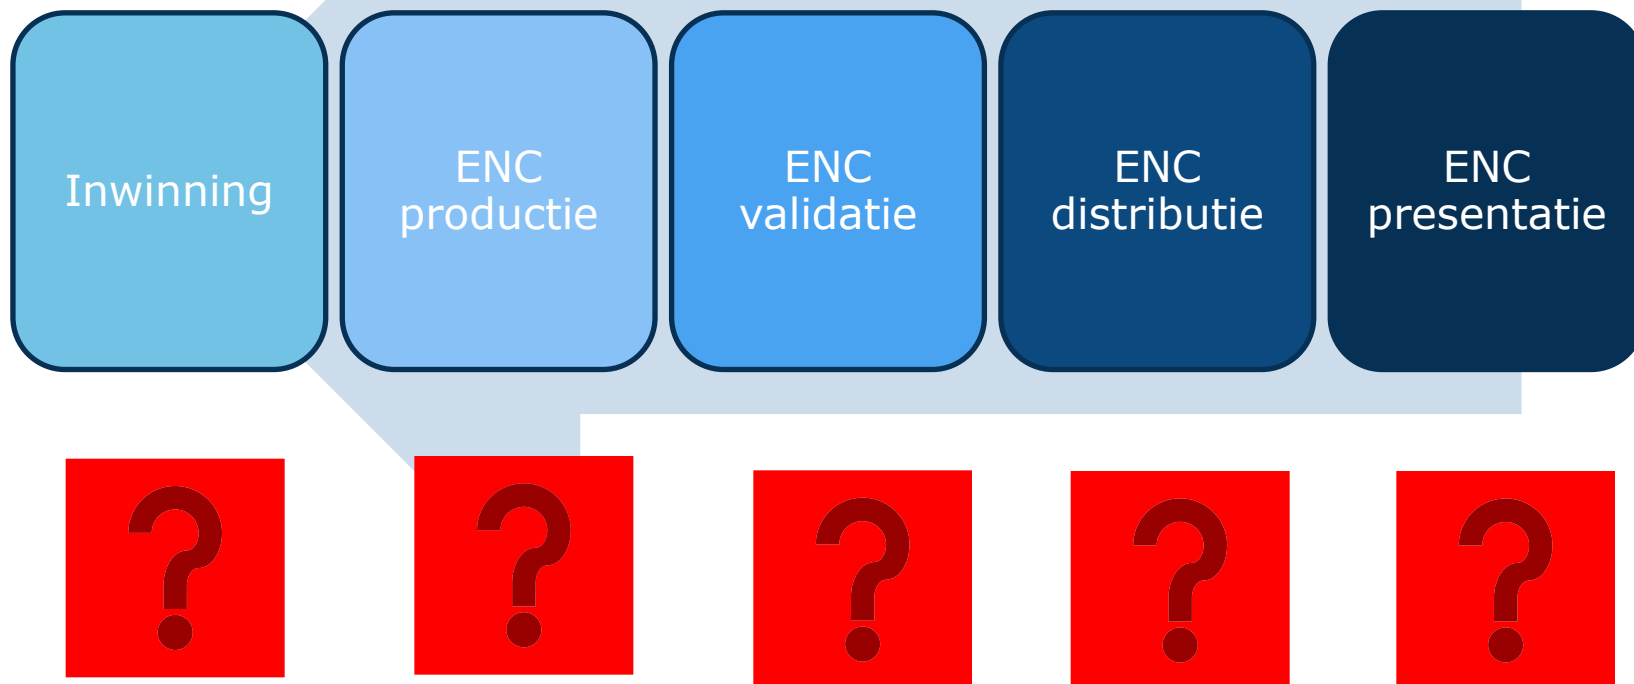 Inwinning
ENC
productie
ENC
validatie
ENC
distributie
ENC
presentatie
?
?
?
?
?